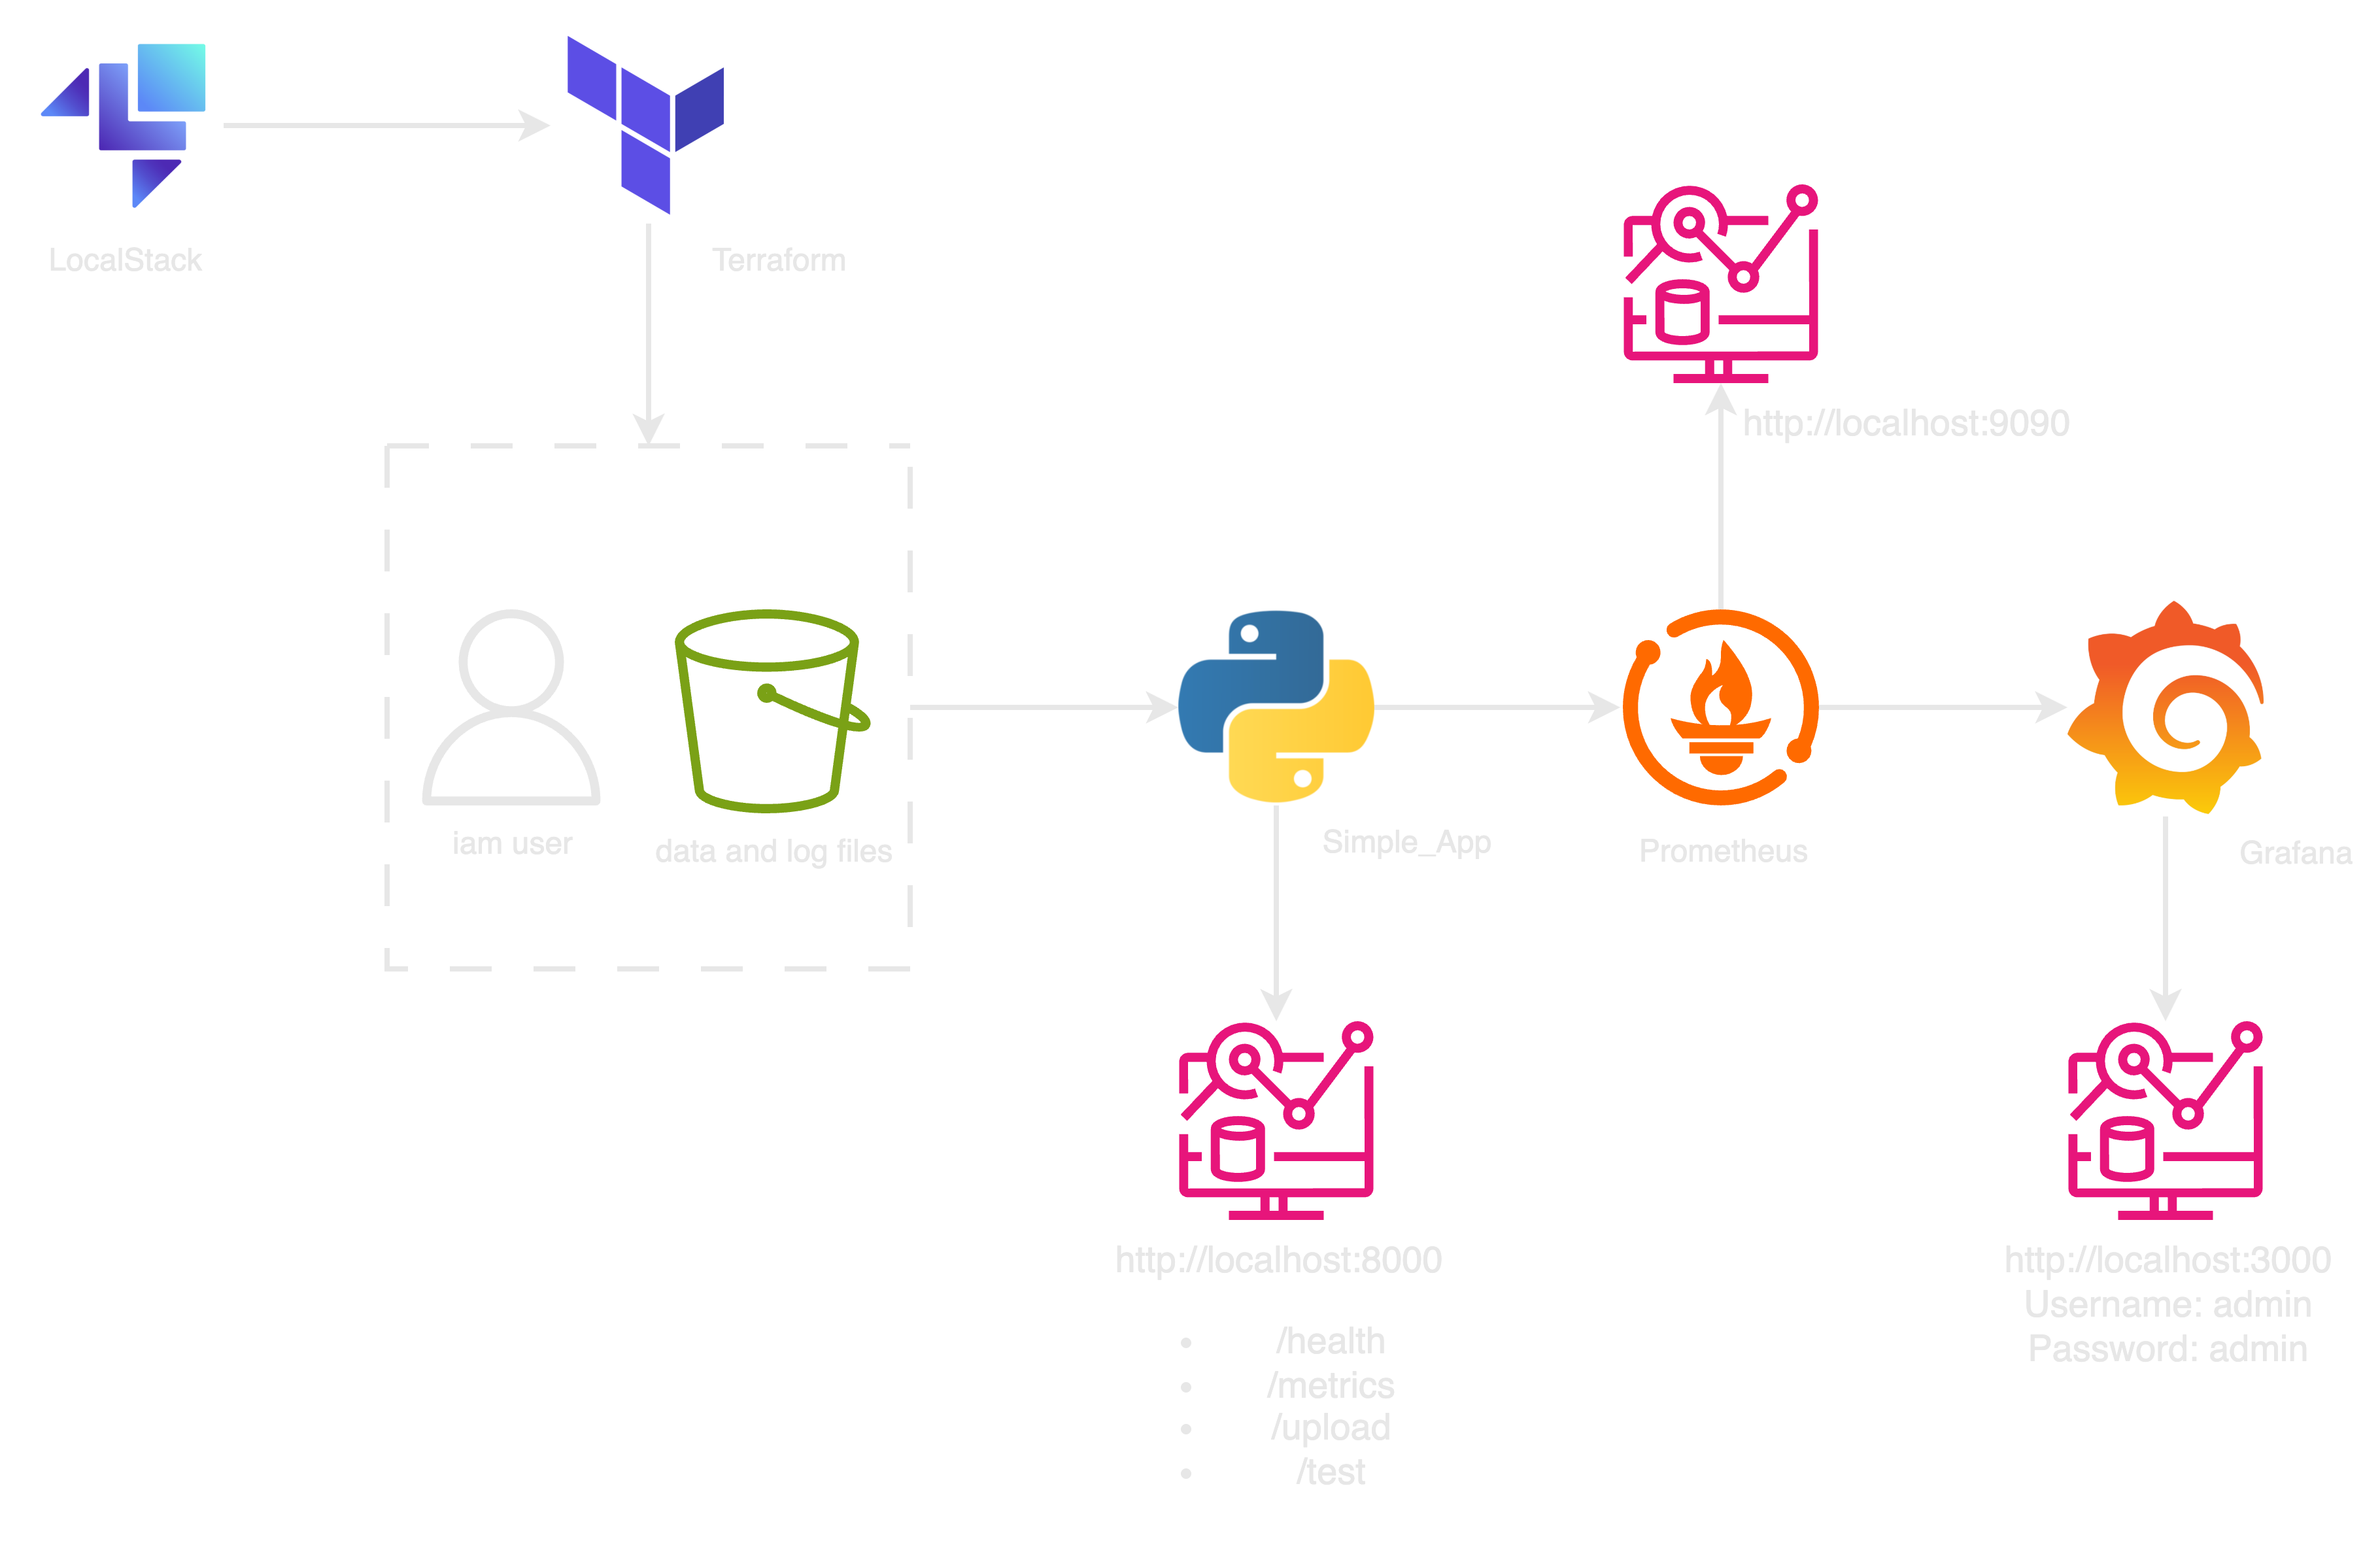 LocalStack
Terraform
http://localhost:9090
iam user
data and log files
Simple_App
Prometheus
Grafana
http://localhost:8000
• /health
• /metrics
• /upload
• /test
http://localhost:3000
Username: admin
Password: admin